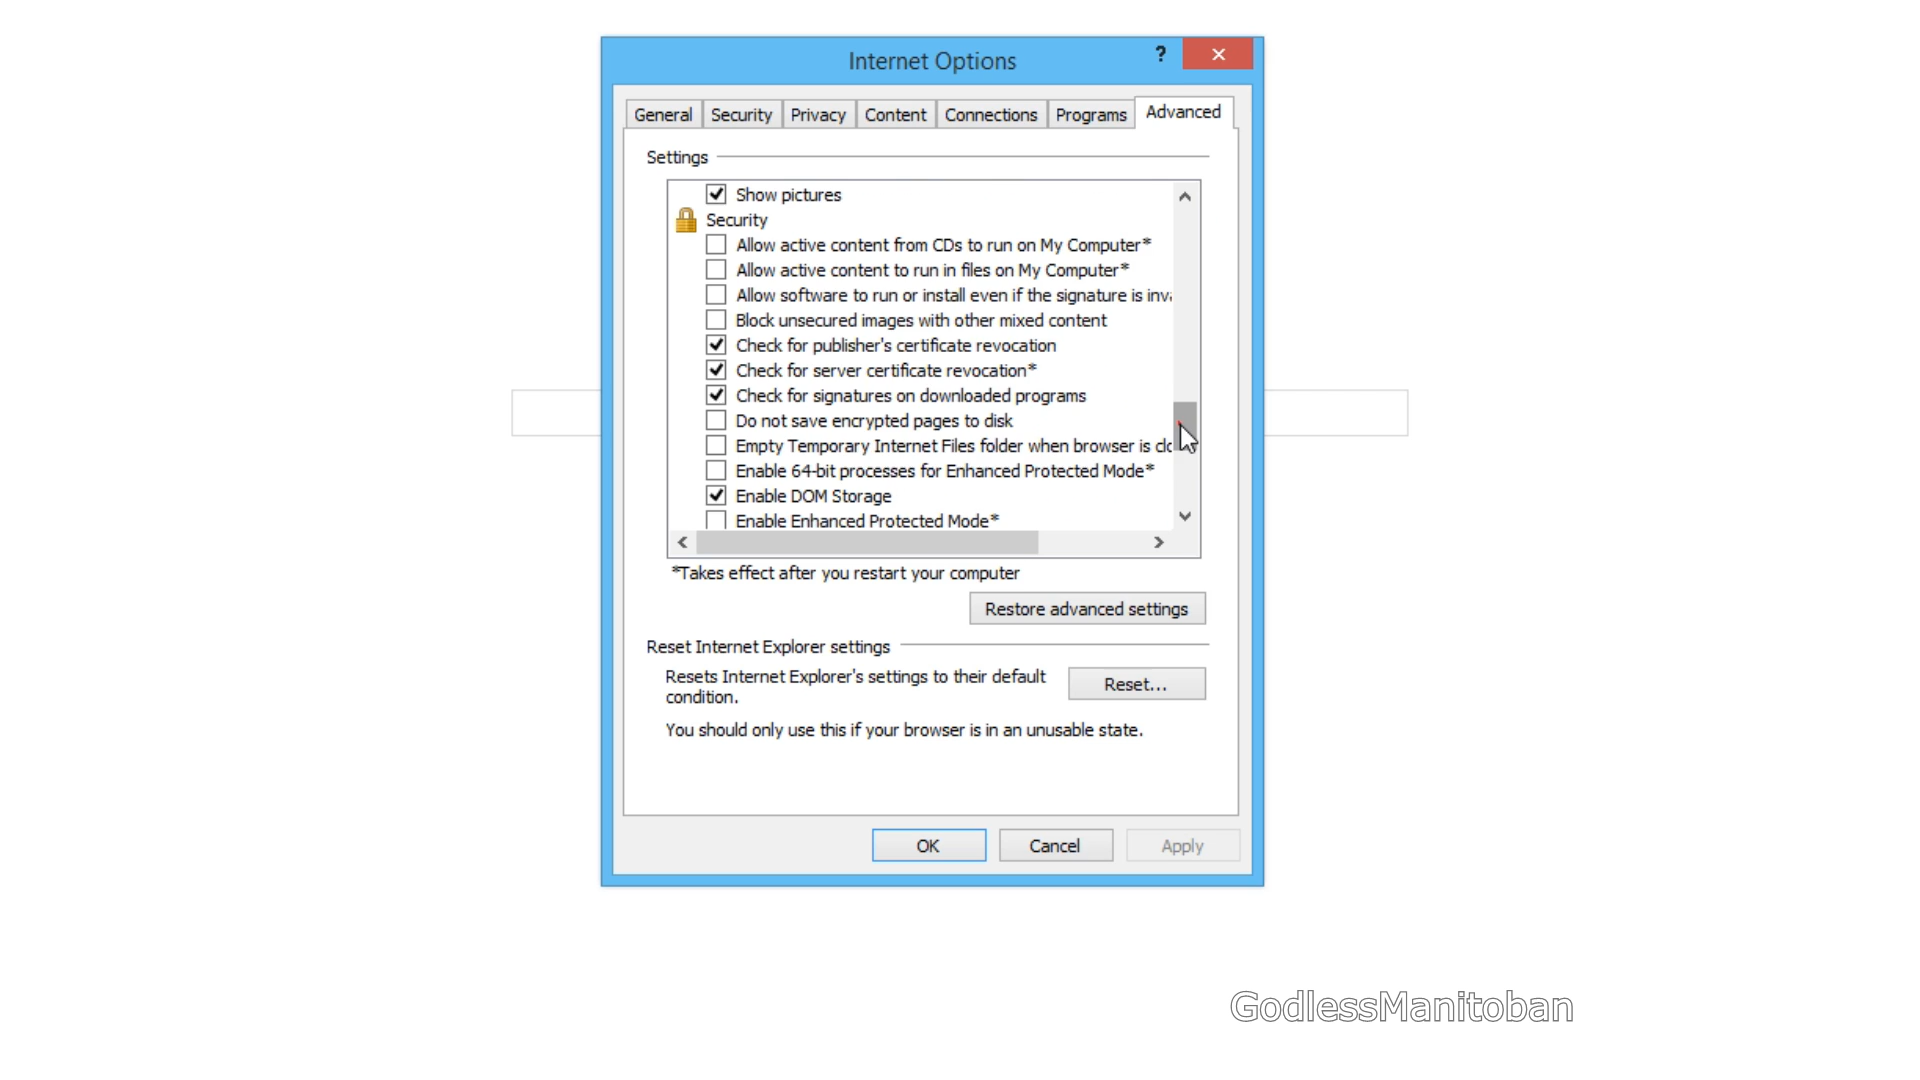 Internet Options
?
General Security Privacy Content Connections Programs Advanced
Settings
Show pictures
Security
Allow active content from CDs to run on My Computer*
Allow active content to run in files on My Computer*
Allow software to run or install even if the signature is inva
Block unsecured images with other mixed content
Check for publisher's certificate revocation
Check for server certificate revocation*
Check for signatures on downloaded programs
Do not save encrypted pages to disk
Empty Temporary Internet Files folder when browser is clo
Enable 64-bit processes for Enhanced Protected Mode*
Enable DOM Storage
Enable Enhanced Protected Mode*
*Takes effect after you restart your computer
Restore advanced settings
Reset Internet Explorer settings
Resets Internet Explorer's settings to their default
condition.
Reset...
You should only use this if your browser is in an unusable state.
OK Cancel Apply
GodlessManitoban